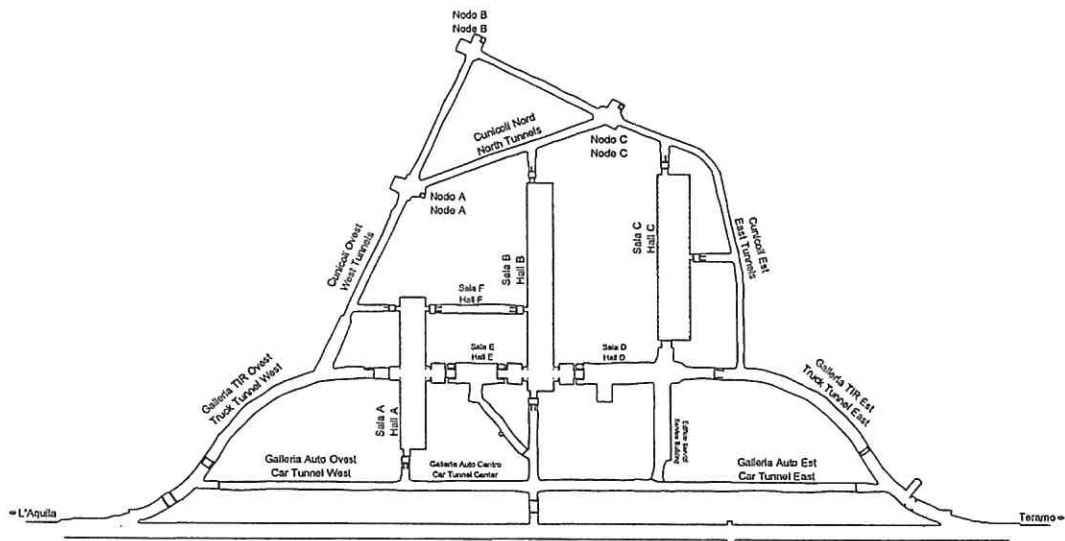 Nodo B
Node B
Cunicoli Nord
North Tunnels
Nodo C
Node C
Nodo A
Node A
Cunicoli Ovest
West Tunnels
Sala B
Hall B
Sala C
Hall C
Cunicoli Est
East Tunnels
Sala F
Hall F
Sala E
Hall E
Sala D
Hall D
Galleria TIR Ovest
Truck Tunnel West
Sala A
Hall A
Galleria TIR Est
Truck Tunnel East
Galleria Auto Ovest
Car Tunnel West
Galleria Auto Centro
Car Tunnel Center
Service Building
Galleria Auto Est
Car Tunnel East
L'Aquila
Teramo